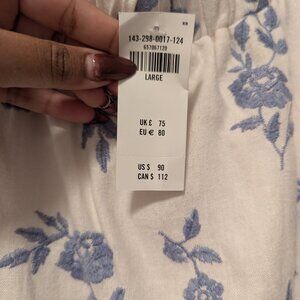 143-298-0017-124
657067120
LARGE
UK £ 75
EU € 80
US $ 90
CAN $ 112